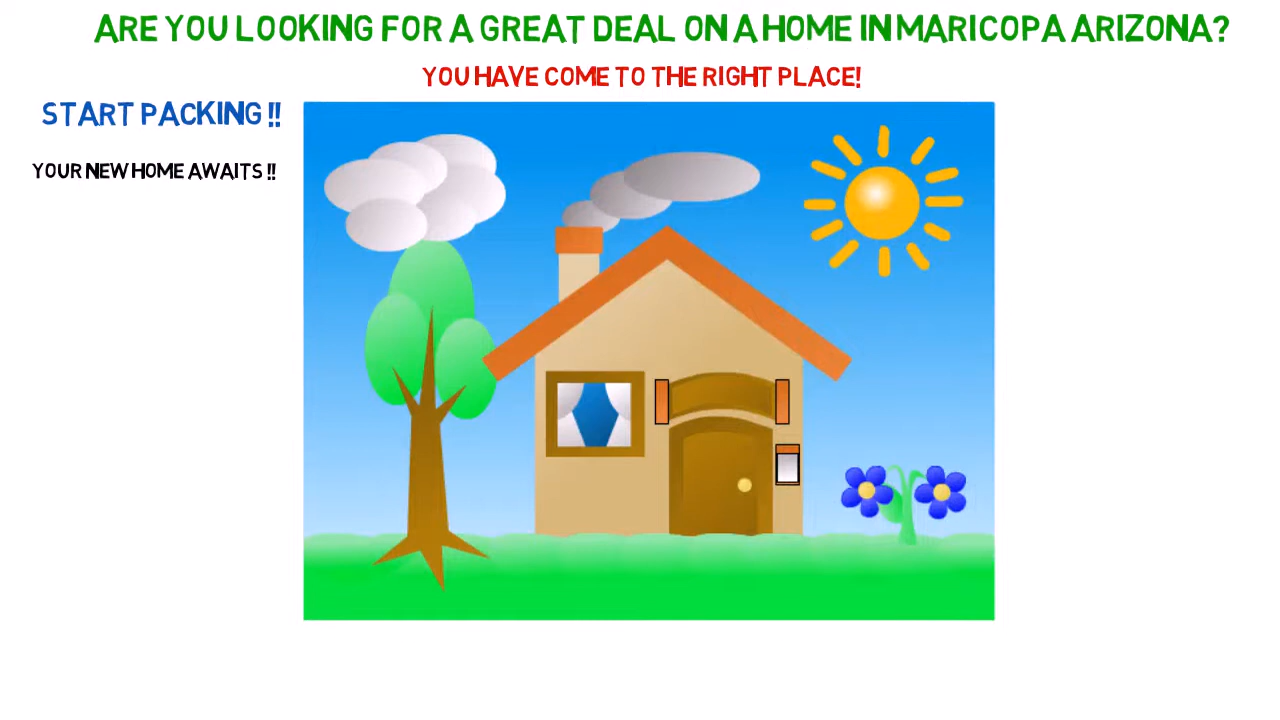 ARE YOU LOOKING FOR A GREAT DEAL ON A HOME IN MARICOPA ARIZONA?
YOU HAVE COME TO THE RIGHT PLACE!
START PACKING !!
YOUR NEW HOME AWAITS !!